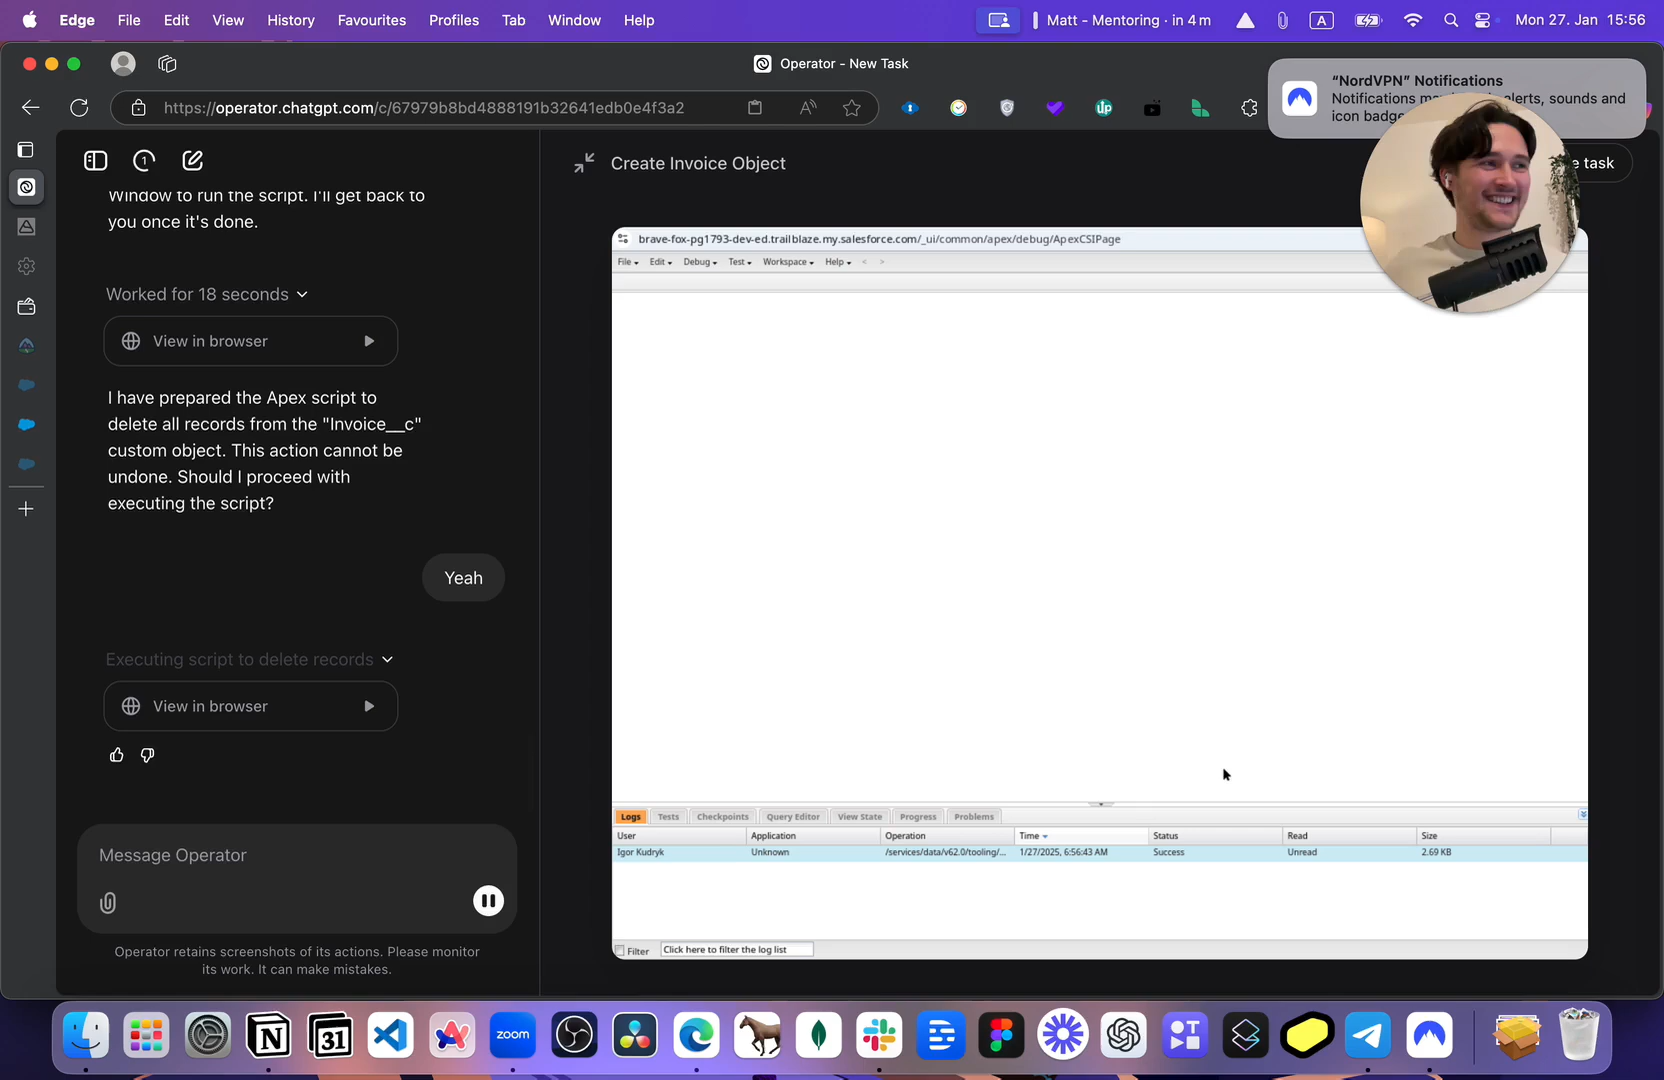 Edge File Edit View History Favourites Profiles Tab Window Help
Matt - Mentoring · in 4 m
A
Mon 27. Jan 15:56
Operator - New Task
https://operator.chatgpt.com/c/67979b8bd4888191b32641edb0e4f3a2
"NordVPN" Notifications
Notifications alerts, sounds and
icon
1
Create Invoice Object
task
Window to run the script. I'll get back to
you once it's done.
Worked for 18 seconds
View in browser
I have prepared the Apex script to
delete all records from the "Invoice__c"
custom object. This action cannot be
undone. Should I proceed with
executing the script?
Yeah
Executing script to delete records
View in browser
Message Operator
Operator retains screenshots of its actions. Please monitor
its work. It can make mistakes.
brave-fox-pg1793-dev-ed.trailblaze.my.salesforce.com/_ui/common/apex/debug/ApexCSIPage
File Edit Debug Test Workspace Help < >
Logs Tests Checkpoints Query Editor View State Progress Problems
User Application Operation Time Status Read Size
Igor Kudryk Unknown /services/data/v62.0/tooling/... 1/27/2025, 6:56:43 AM Success Unread 2.69 KB
Filter Click here to filter the log list
31
zoom